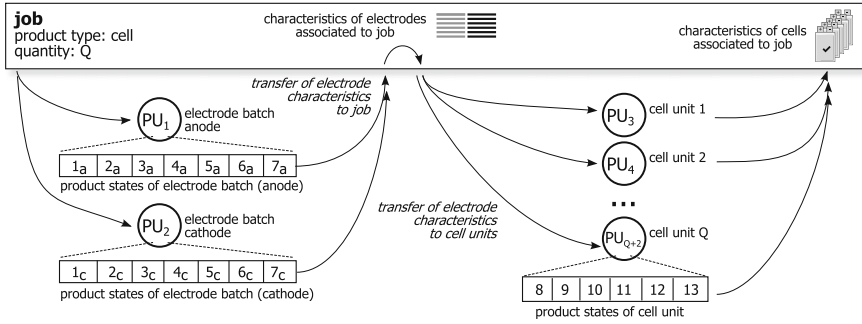 job
product type: cell
quantity: Q
characteristics of electrodes
associated to job
characteristics of cells
associated to job
transfer of electrode
characteristics
to job
PU1
electrode batch
anode
1a 2a 3a 4a 5a 6a 7a
product states of electrode batch (anode)
PU2
electrode batch
cathode
1c 2c 3c 4c 5c 6c 7c
product states of electrode batch (cathode)
transfer of electrode
characteristics
to cell units
PU3
cell unit 1
PU4
cell unit 2
...
PUQ+2
cell unit Q
8 9 10 11 12 13
product states of cell unit